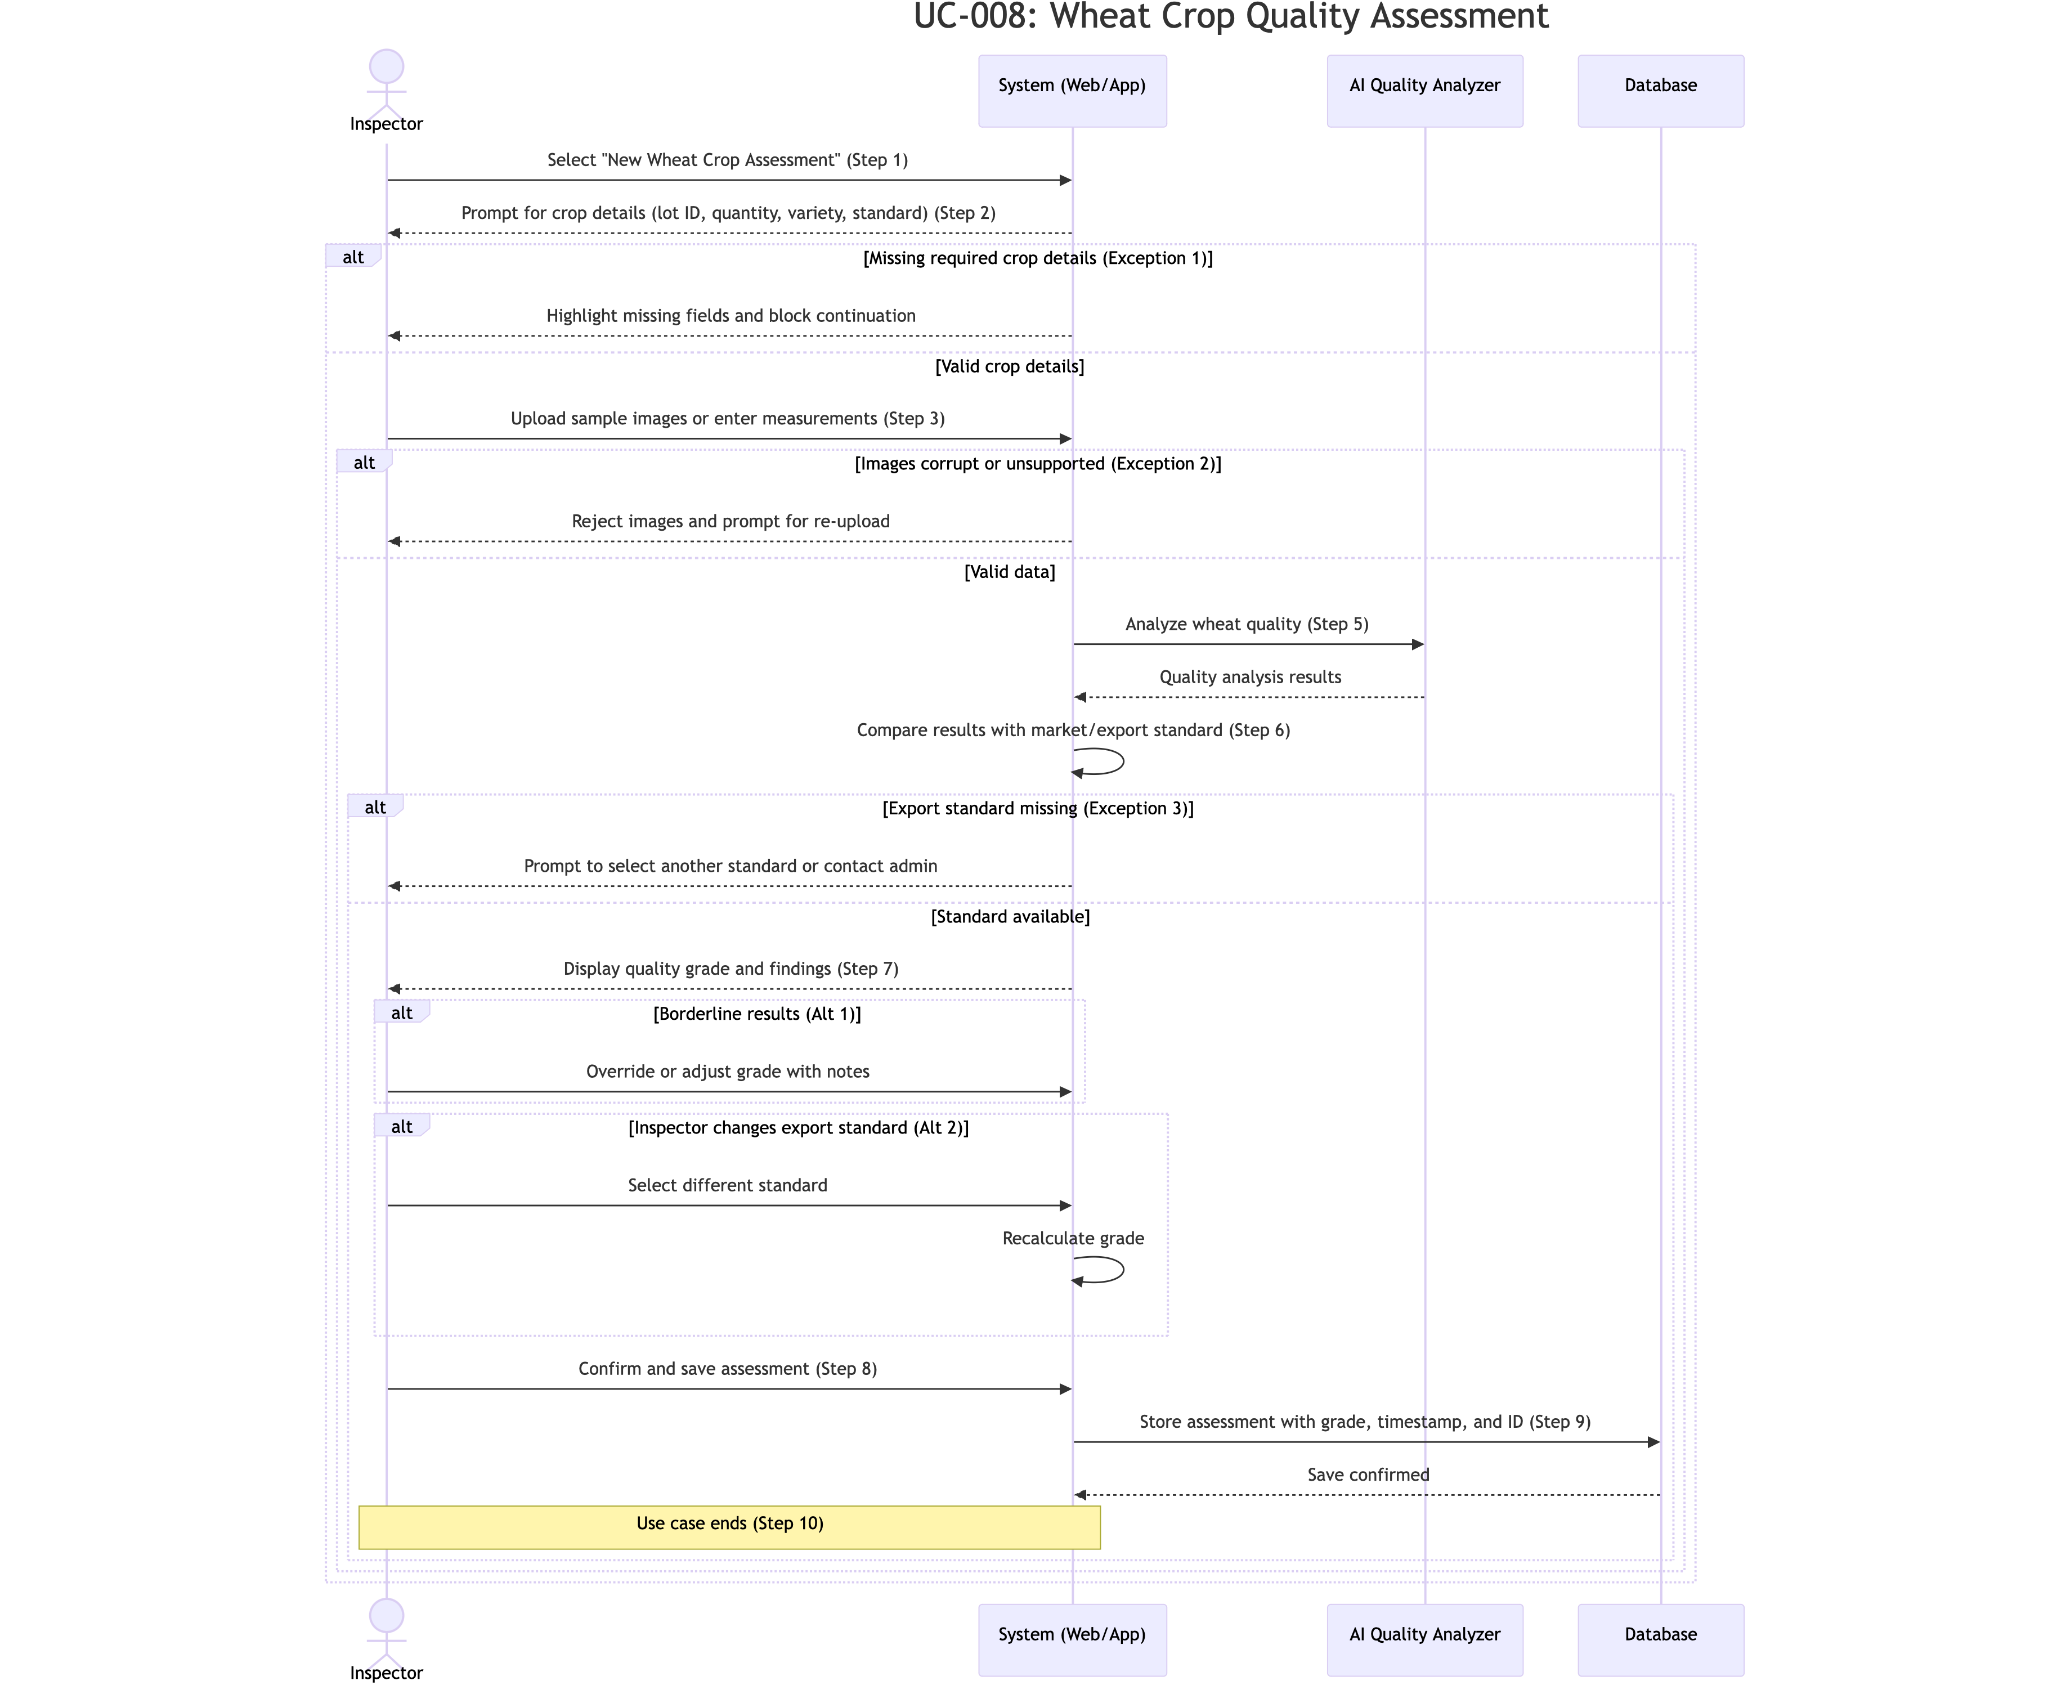 UC-008: Wheat Crop Quality Assessment
Inspector
System (Web/App)
AI Quality Analyzer
Database
Select "New Wheat Crop Assessment" (Step 1)
Prompt for crop details (lot ID, quantity, variety, standard) (Step 2)
alt
[Missing required crop details (Exception 1)]
Highlight missing fields and block continuation
[Valid crop details]
Upload sample images or enter measurements (Step 3)
alt
[Images corrupt or unsupported (Exception 2)]
Reject images and prompt for re-upload
[Valid data]
Analyze wheat quality (Step 5)
Quality analysis results
Compare results with market/export standard (Step 6)
alt
[Export standard missing (Exception 3)]
Prompt to select another standard or contact admin
[Standard available]
Display quality grade and findings (Step 7)
alt
[Borderline results (Alt 1)]
Override or adjust grade with notes
alt
[Inspector changes export standard (Alt 2)]
Select different standard
Recalculate grade
Confirm and save assessment (Step 8)
Store assessment with grade, timestamp, and ID (Step 9)
Save confirmed
Use case ends (Step 10)
Inspector
System (Web/App)
AI Quality Analyzer
Database